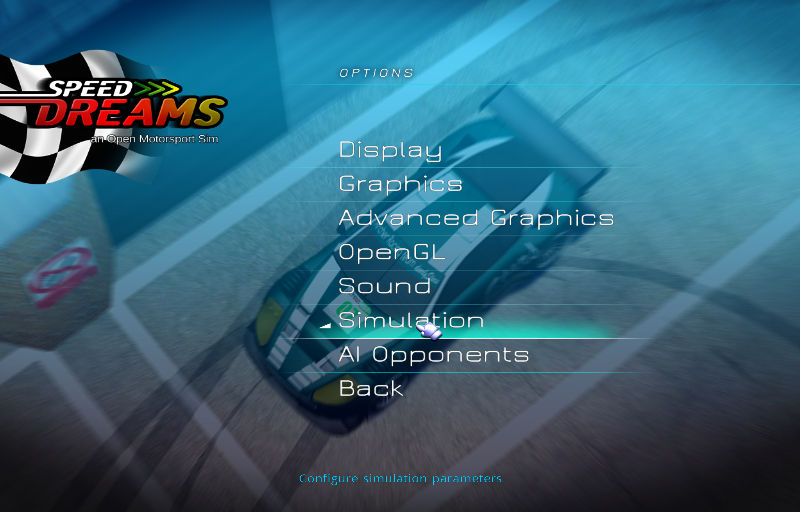 OPTIONS
SPEED
DREAMS
an Open Motorsport Sim
Display
Graphics
Advanced Graphics
OpenGL
Sound
Simulation
AI Opponents
Back
Configure simulation parameters